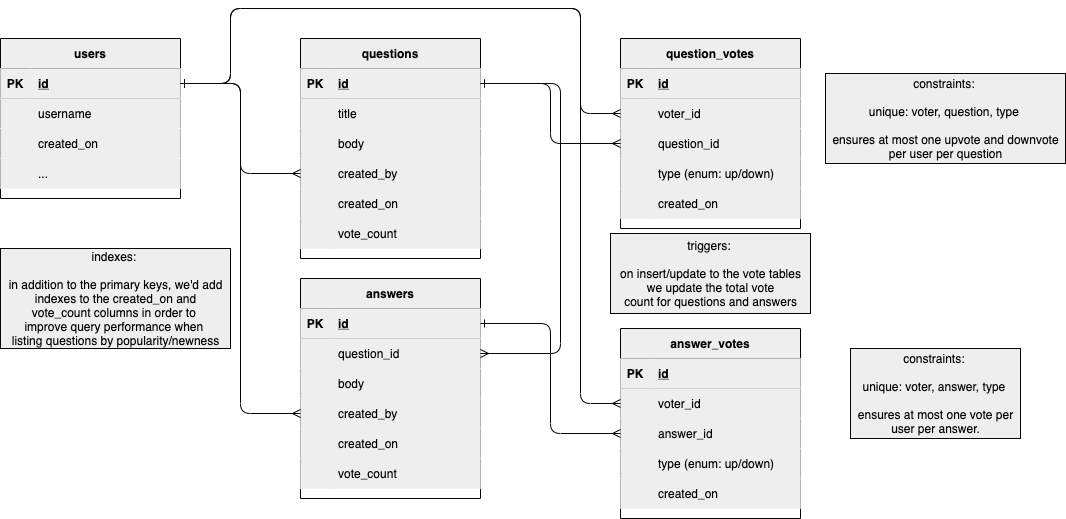 users
PK id
username
created_on
...
indexes:
in addition to the primary keys, we'd add
indexes to the created_on and
vote_count columns in order to
improve query performance when
listing questions by popularity/newness
questions
PK id
title
body
created_by
created_on
vote_count
answers
PK id
question_id
body
created_by
created_on
vote_count
question_votes
PK id
voter_id
question_id
type (enum: up/down)
created_on
triggers:
on insert/update to the vote tables
we update the total vote
count for questions and answers
answer_votes
PK id
voter_id
answer_id
type (enum: up/down)
created_on
constraints:
unique: voter, question, type
ensures at most one upvote and downvote
per user per question
constraints:
unique: voter, answer, type
ensures at most one vote per
user per answer.